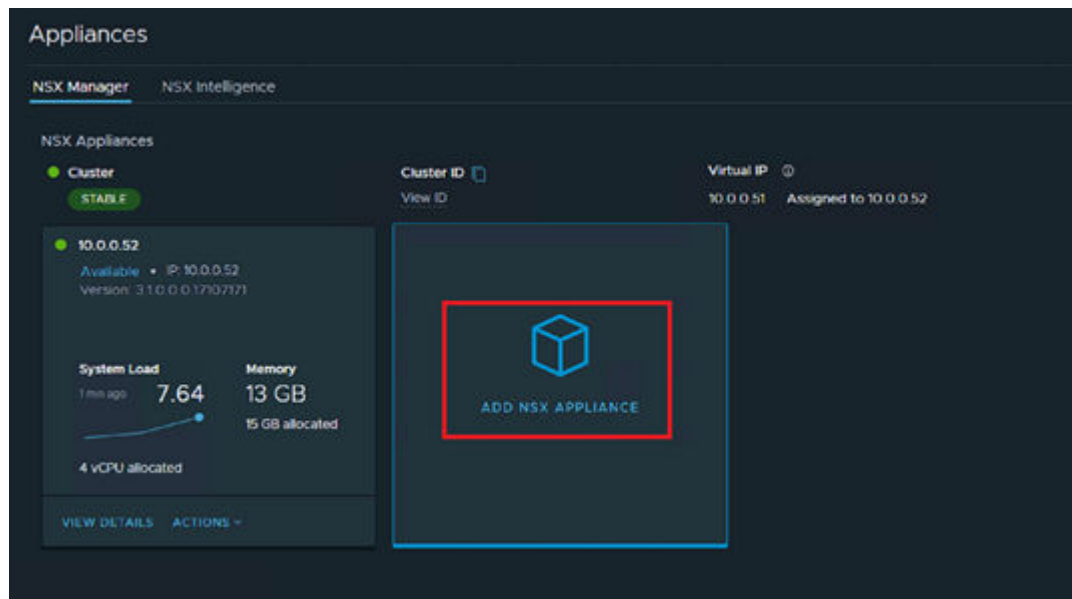 Appliances
NSX Manager NSX Intelligence
NSX Appliances
Cluster Cluster ID Virtual IP
STABLE View ID 10.0.0.51 Assigned to 10.0.0.52
10.0.0.52
Available • IP: 10.0.0.52
Version: 3.1.0.0.0.17107171
System Load Memory
1 min ago 7.64 13 GB
15 GB allocated
4 vCPU allocated
ADD NSX APPLIANCE
VIEW DETAILS ACTIONS